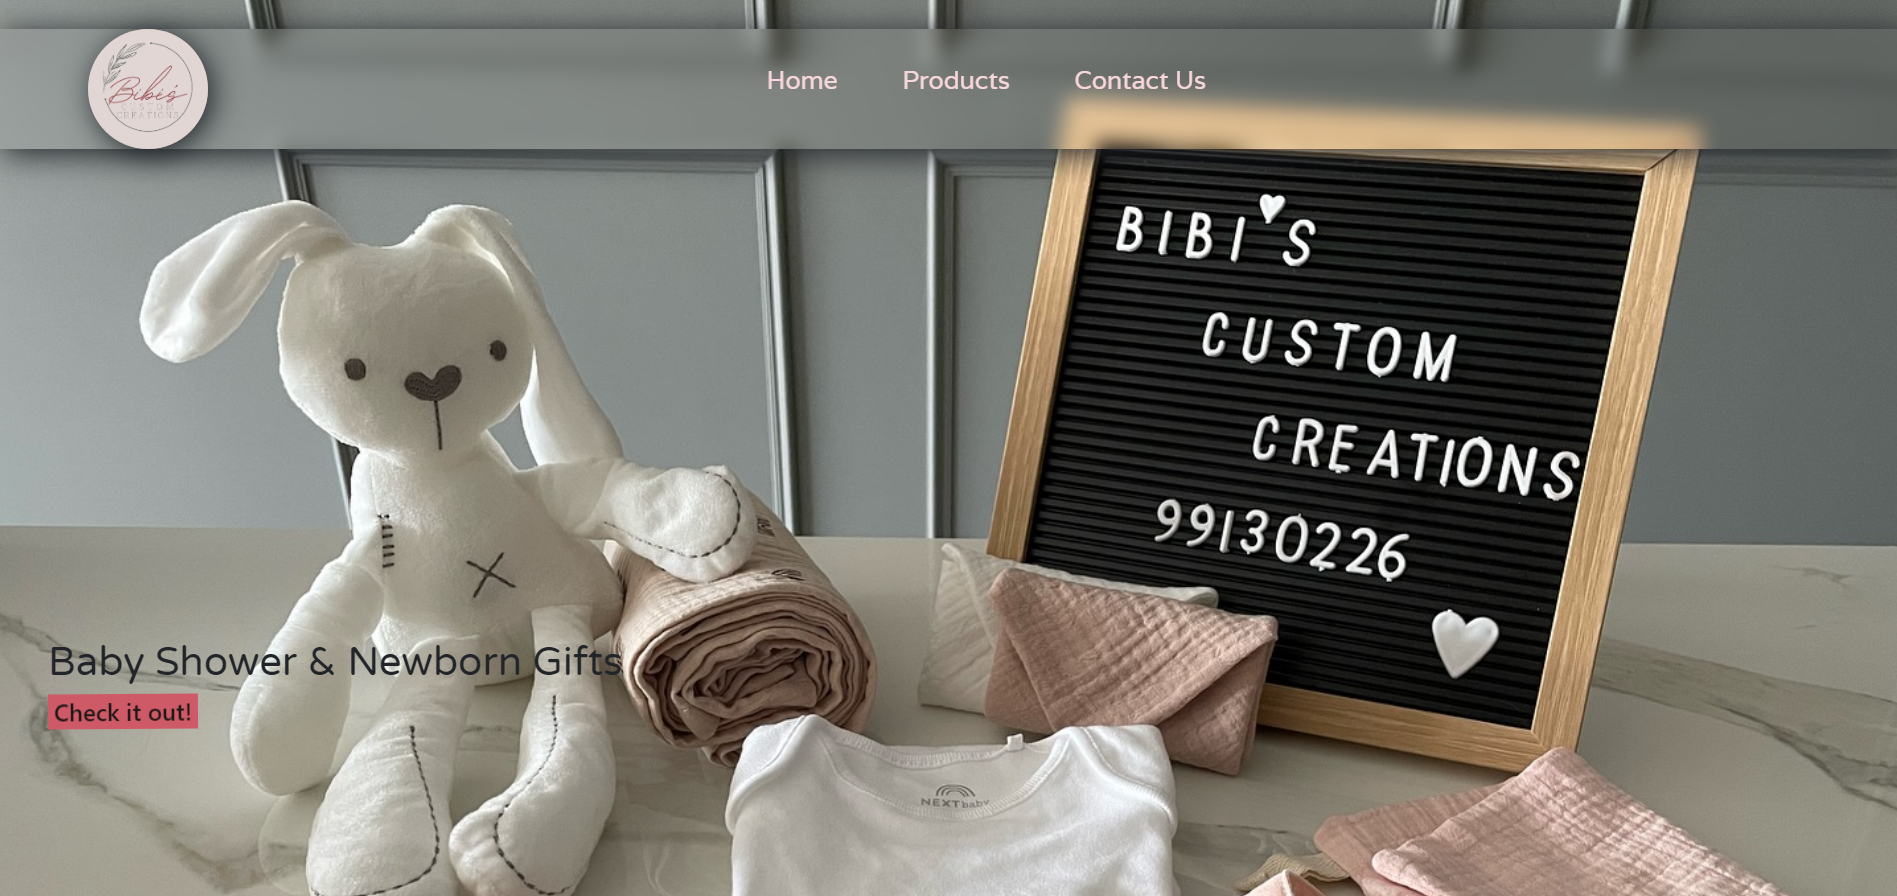 Bibi's
CUSTOM
CREATIONS
Home
Products
Contact Us
BIBI'S
CUSTOM
CREATIONS
99130226
Baby Shower & Newborn Gifts
Check it out!
NEXT baby